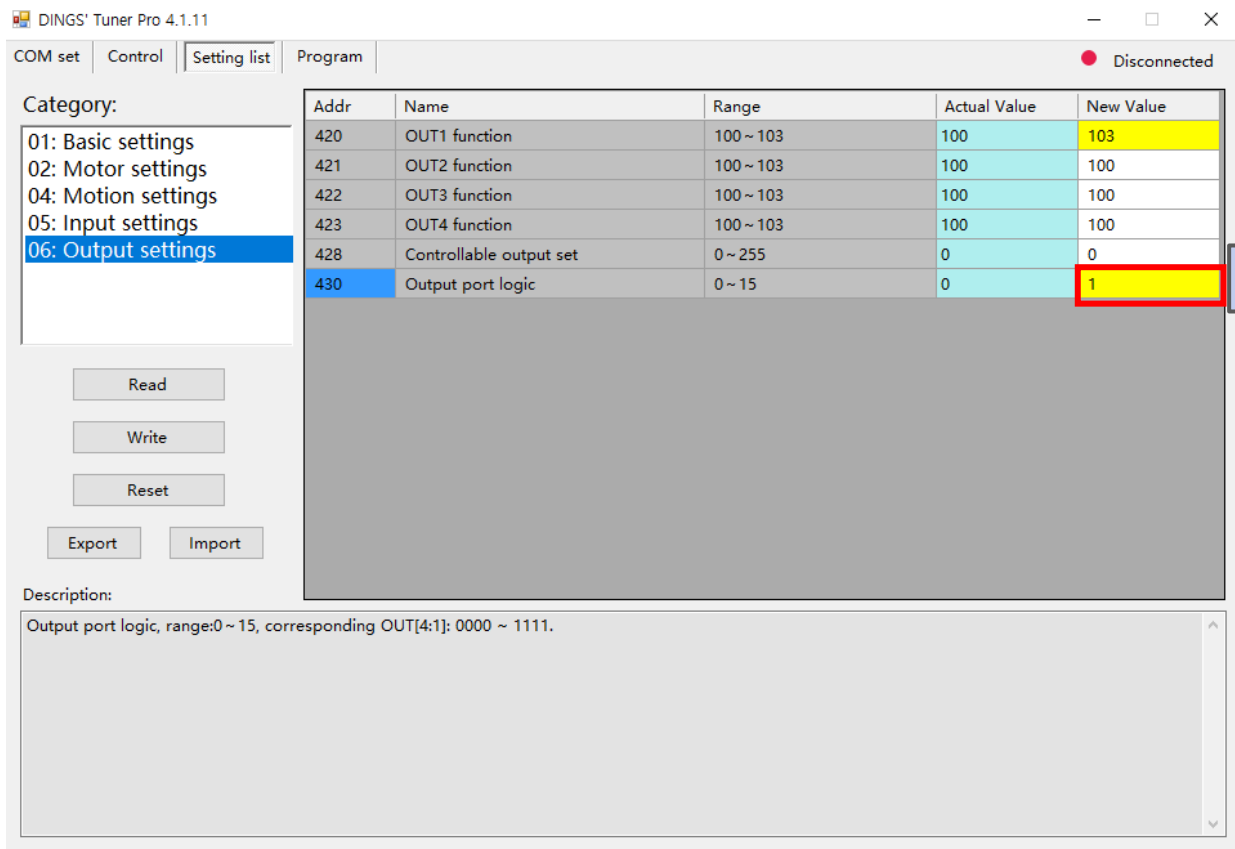 DINGS' Tuner Pro 4.1.11
COM set Control Setting list Program Disconnected
Category:
01: Basic settings
02: Motor settings
04: Motion settings
05: Input settings
06: Output settings
Addr Name Range Actual Value New Value
420 OUT1 function 100 ~ 103 100 103
421 OUT2 function 100 ~ 103 100 100
422 OUT3 function 100 ~ 103 100 100
423 OUT4 function 100 ~ 103 100 100
428 Controllable output set 0 ~ 255 0 0
430 Output port logic 0 ~ 15 0 1
Read
Write
Reset
Export Import
Description:
Output port logic, range:0 ~ 15, corresponding OUT[4:1]: 0000 ~ 1111.